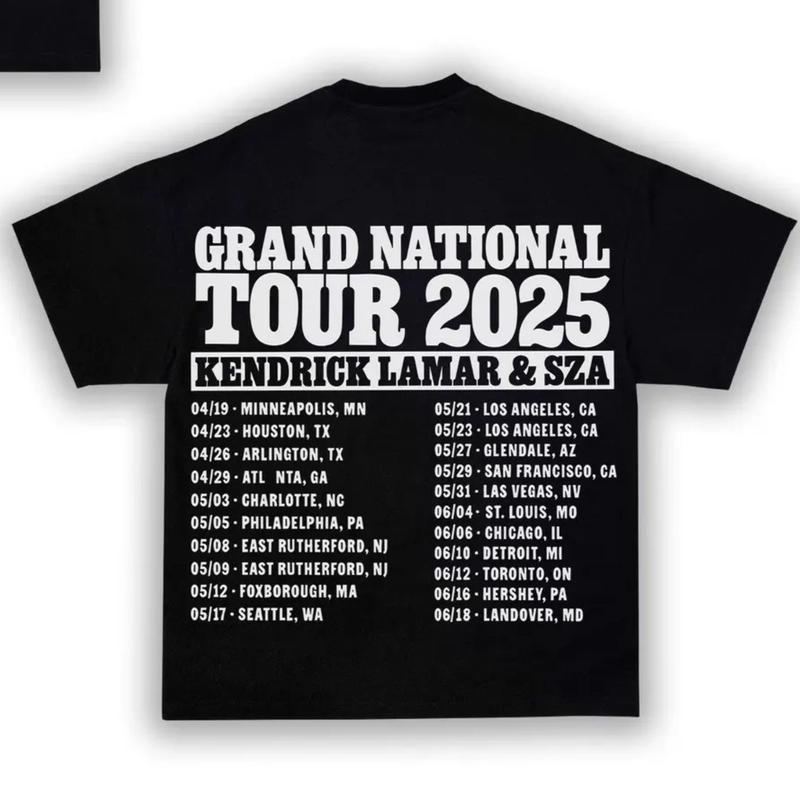 GRAND NATIONAL
TOUR 2025
KENDRICK LAMAR & SZA
04/19 · MINNEAPOLIS, MN
04/23 · HOUSTON, TX
04/26 · ARLINGTON, TX
04/29 · ATL NTA, GA
05/03 · CHARLOTTE, NC
05/05 · PHILADELPHIA, PA
05/08 · EAST RUTHERFORD, NJ
05/09 · EAST RUTHERFORD, NJ
05/12 · FOXBOROUGH, MA
05/17 · SEATTLE, WA
05/21 · LOS ANGELES, CA
05/23 · LOS ANGELES, CA
05/27 · GLENDALE, AZ
05/29 · SAN FRANCISCO, CA
05/31 · LAS VEGAS, NV
06/04 · ST. LOUIS, MO
06/06 · CHICAGO, IL
06/10 · DETROIT, MI
06/12 · TORONTO, ON
06/16 · HERSHEY, PA
06/18 · LANDOVER, MD